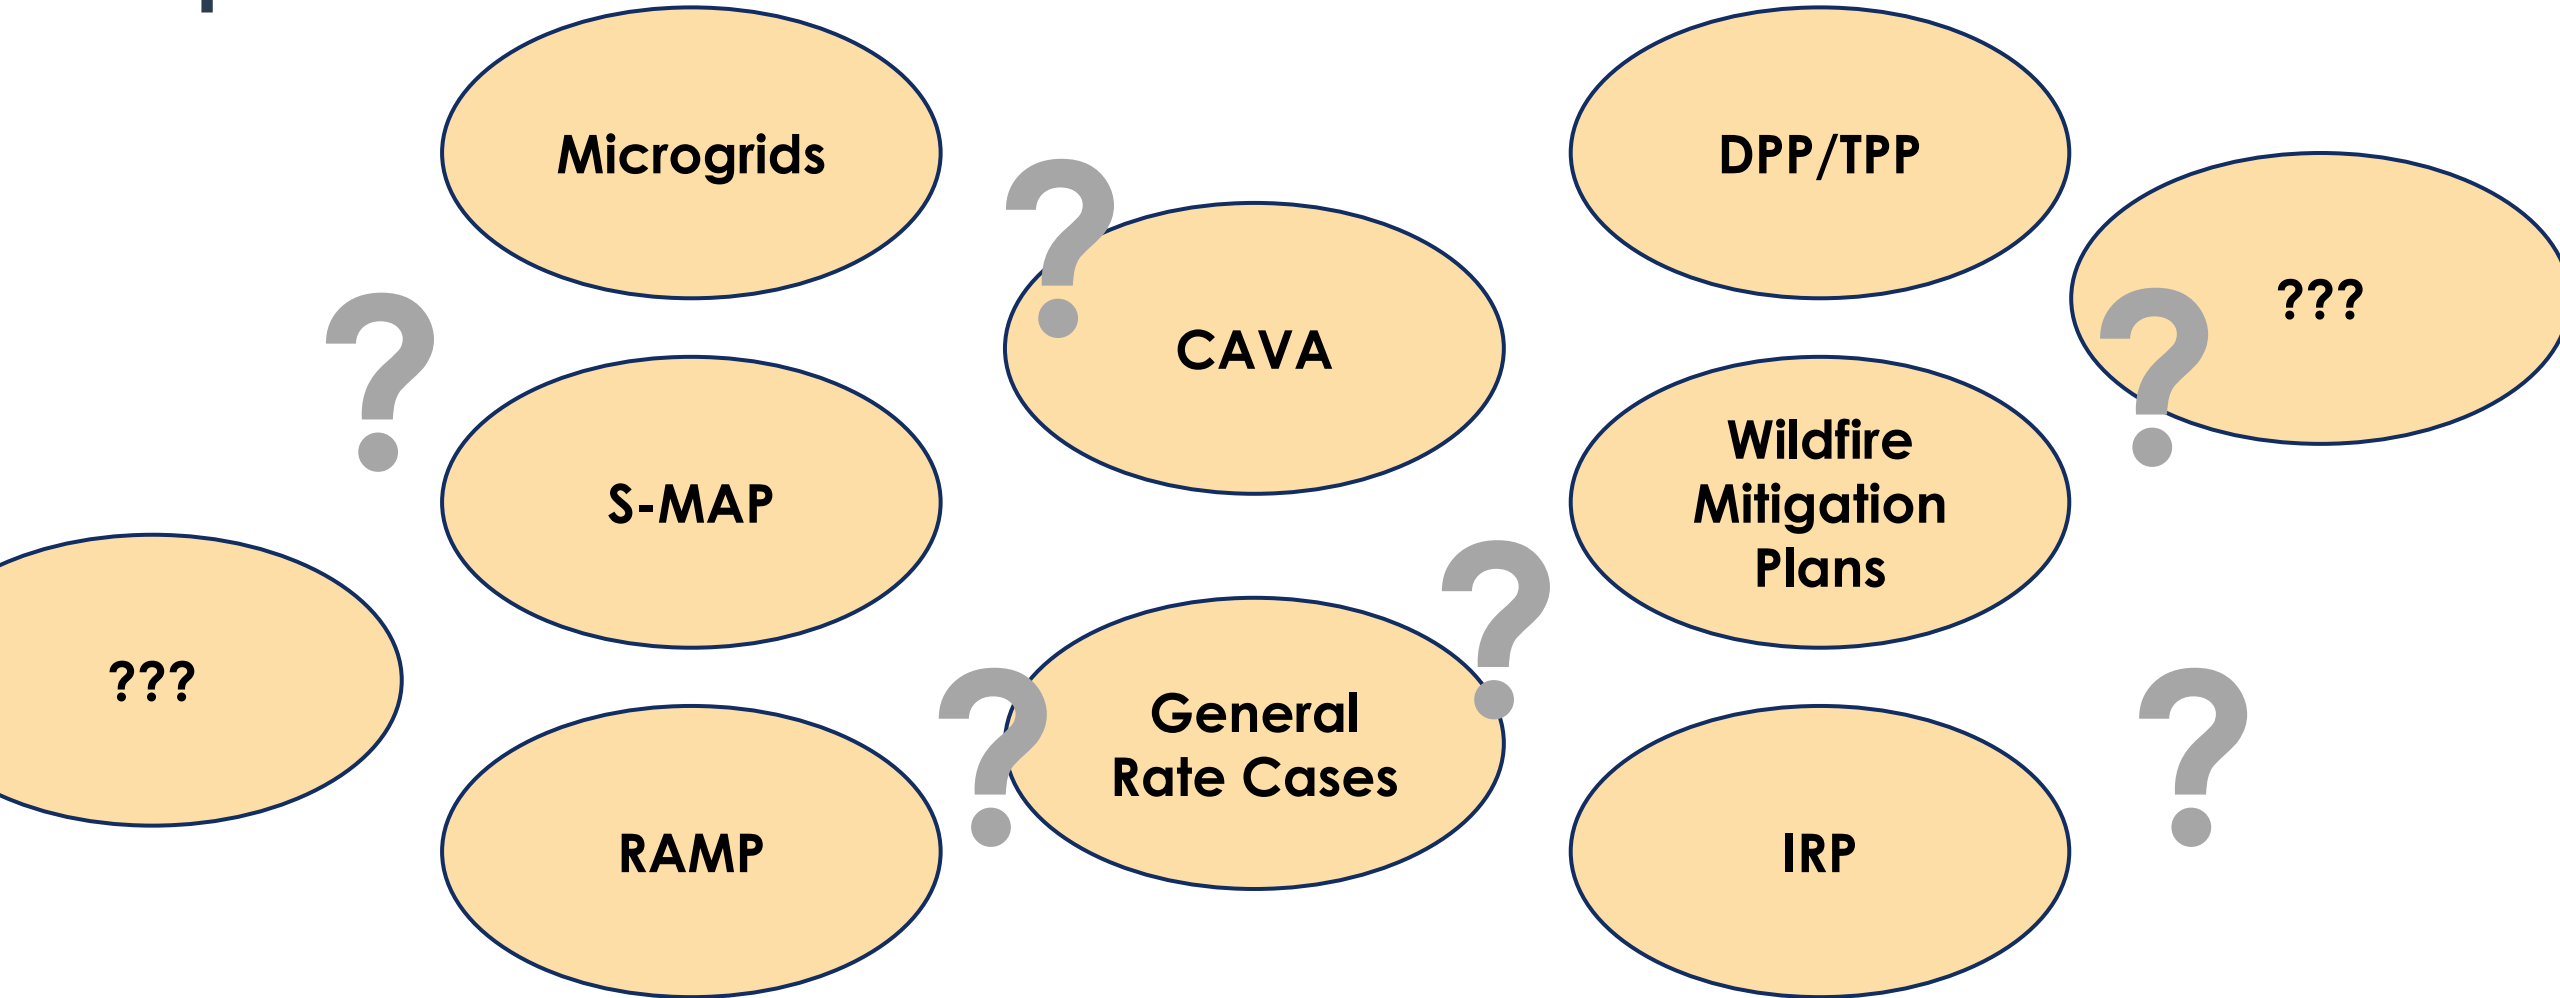 Microgrids
DPP/TPP
?
CAVA
???
?
?
S-MAP
Wildfire
Mitigation
Plans
???
?
?
General
Rate Cases
?
RAMP
IRP